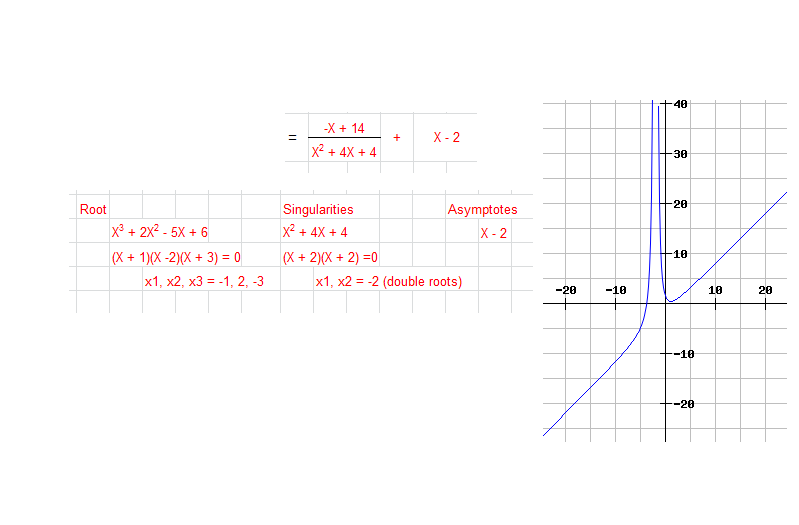 = -X + 14 + X - 2
X² + 4X + 4
Root Singularities Asymptotes
X³ + 2X² - 5X + 6 X² + 4X + 4 X - 2
(X + 1)(X -2)(X + 3) = 0 (X + 2)(X + 2) =0
x1, x2, x3 = -1, 2, -3 x1, x2 = -2 (double roots)
40
30
20
10
-20 -10 10 20
-10
-20